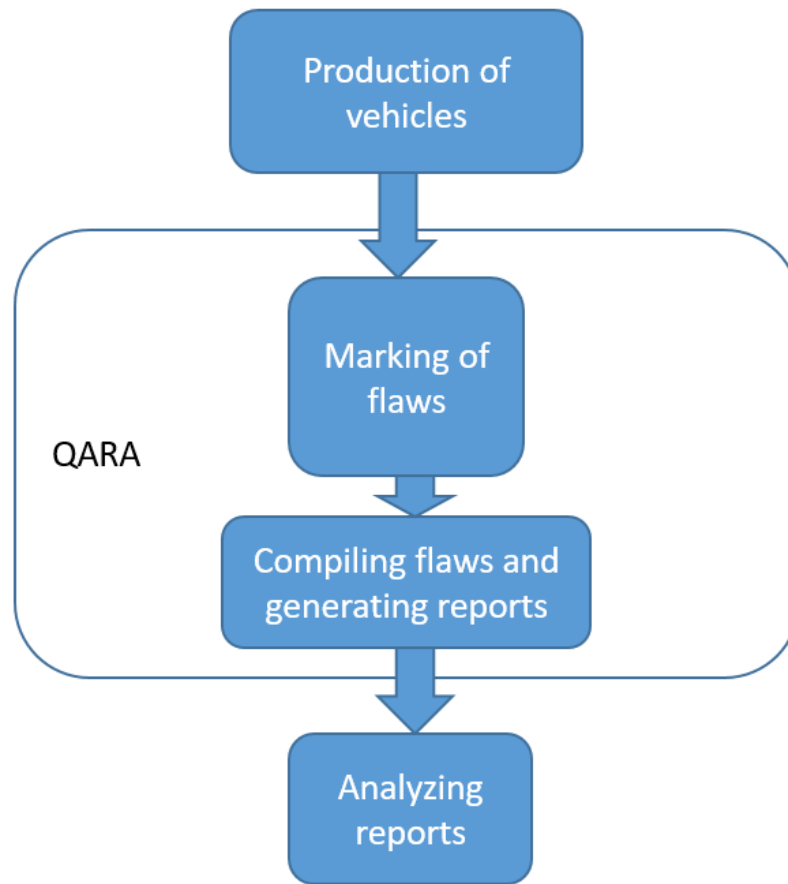 Production of
vehicles
Marking of
flaws
QARA
Compiling flaws and
generating reports
Analyzing
reports